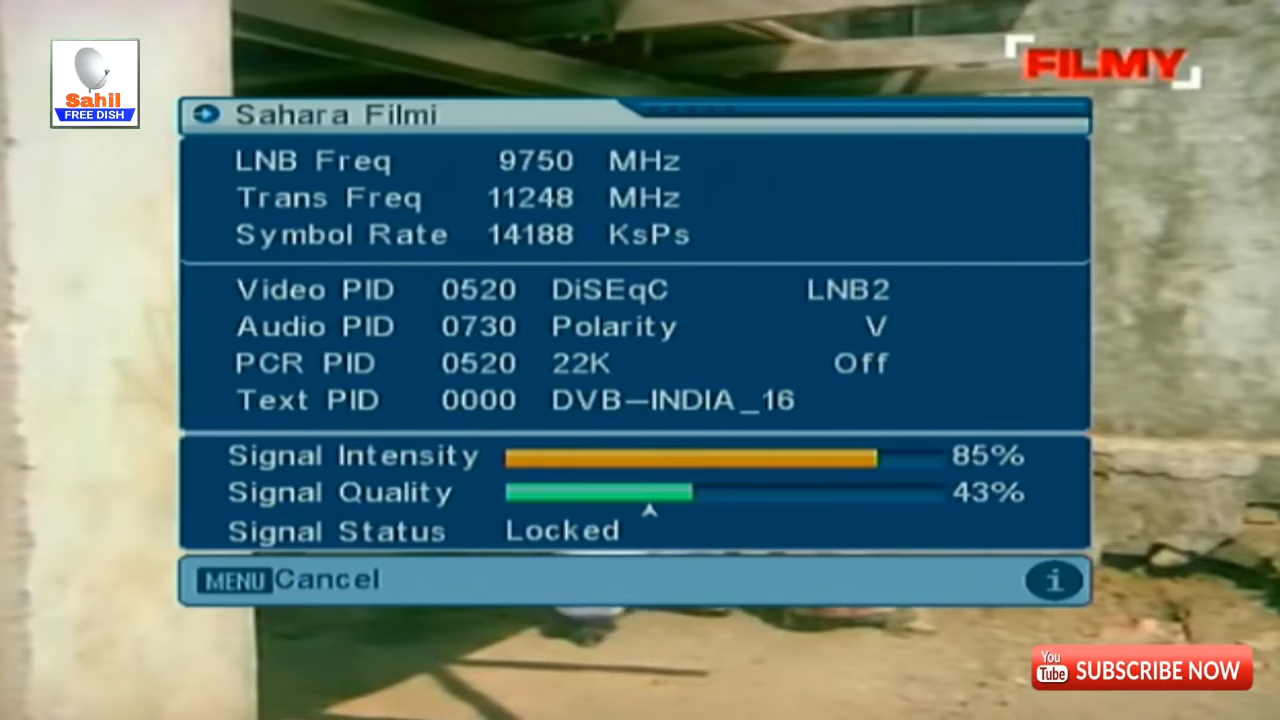 Sahil
FREE DISH
FILMY
Sahara Filmi
LNB Freq 9750 MHz
Trans Freq 11248 MHz
Symbol Rate 14188 KsPs
Video PID 0520 DiSEqC LNB2
Audio PID 0730 Polarity V
PCR PID 0520 22K Off
Text PID 0000 DVB—INDIA_16
Signal Intensity 85%
Signal Quality 43%
Signal Status Locked
MENU Cancel i
You
Tube SUBSCRIBE NOW